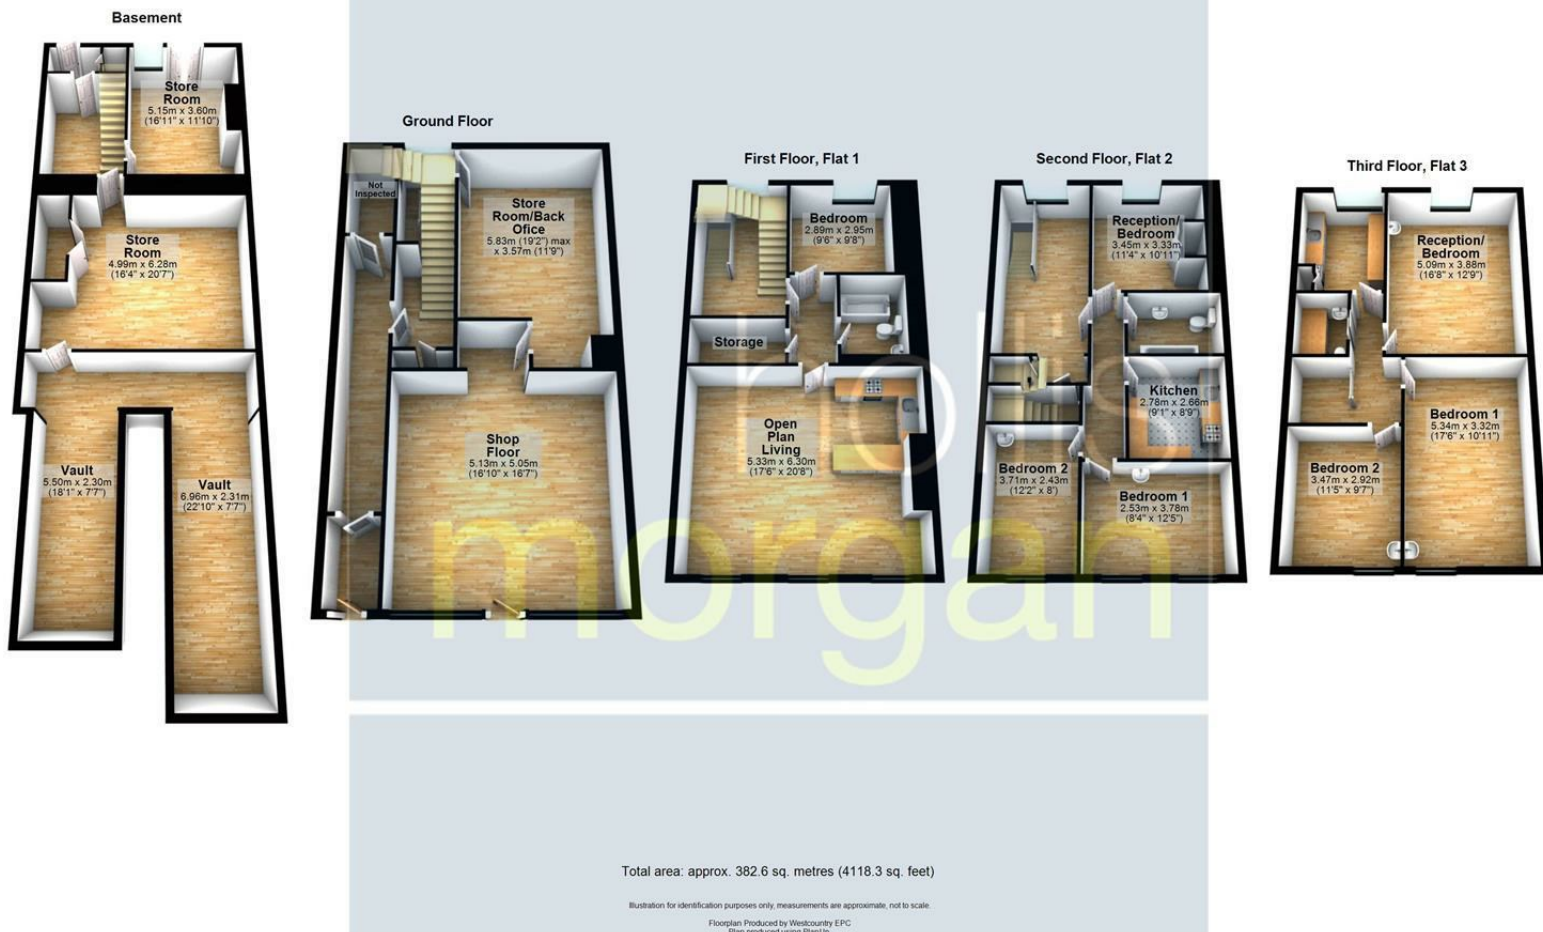 Basement
Store
Room
5.15m x 3.60m
(16'11" x 11'10")
Store
Room
4.99m x 6.28m
(16'4" x 20'7")
Vault
5.50m x 2.30m
(18'1" x 7'7")
Vault
6.96m x 2.31m
(22'10" x 7'7")
Ground Floor
Not
Inspected
Store
Room/Back
Ofice
5.83m (19'2") max
x 3.57m (11'9")
Shop
Floor
5.13m x 5.05m
(16'10" x 16'7")
First Floor, Flat 1
Bedroom
2.89m x 2.95m
(9'6" x 9'8")
Storage
Open
Plan
Living
5.33m x 6.30m
(17'6" x 20'8")
Second Floor, Flat 2
Reception/
Bedroom
3.45m x 3.33m
(11'4" x 10'11")
Kitchen
2.78m x 2.66m
(9'1" x 8'9")
Bedroom 2
3.71m x 2.43m
(12'2" x 8')
Bedroom 1
2.53m x 3.78m
(8'4" x 12'5")
Third Floor, Flat 3
Reception/
Bedroom
5.09m x 3.88m
(16'8" x 12'9")
Bedroom 1
5.34m x 3.32m
(17'6" x 10'11")
Bedroom 2
3.47m x 2.92m
(11'5" x 9'7")
hollis
morgan
Total area: approx. 382.6 sq. metres (4118.3 sq. feet)
Illustration for identification purposes only, measurements are approximate, not to scale.
Floorplan Produced by Westcountry EPC
Plan produced using PlanUp.